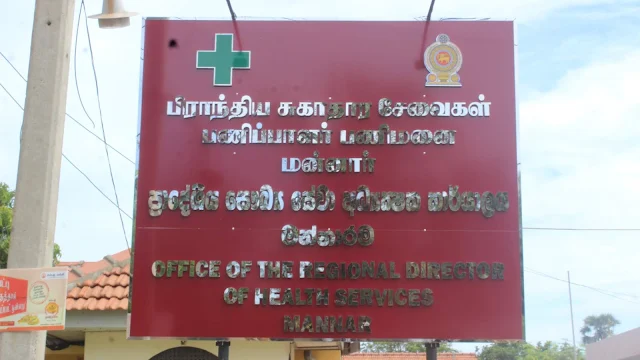 பிராந்திய சுகாதார சேவைகள்
பணிப்பாளர் பணிமனை
மன்னார்
ප්‍රාදේශීය සෞඛ්‍ය සේවා අධ්‍යක්ෂක කාර්යාලය
මන්නාරම
OFFICE OF THE REGIONAL DIRECTOR
OF HEALTH SERVICES
MANNAR